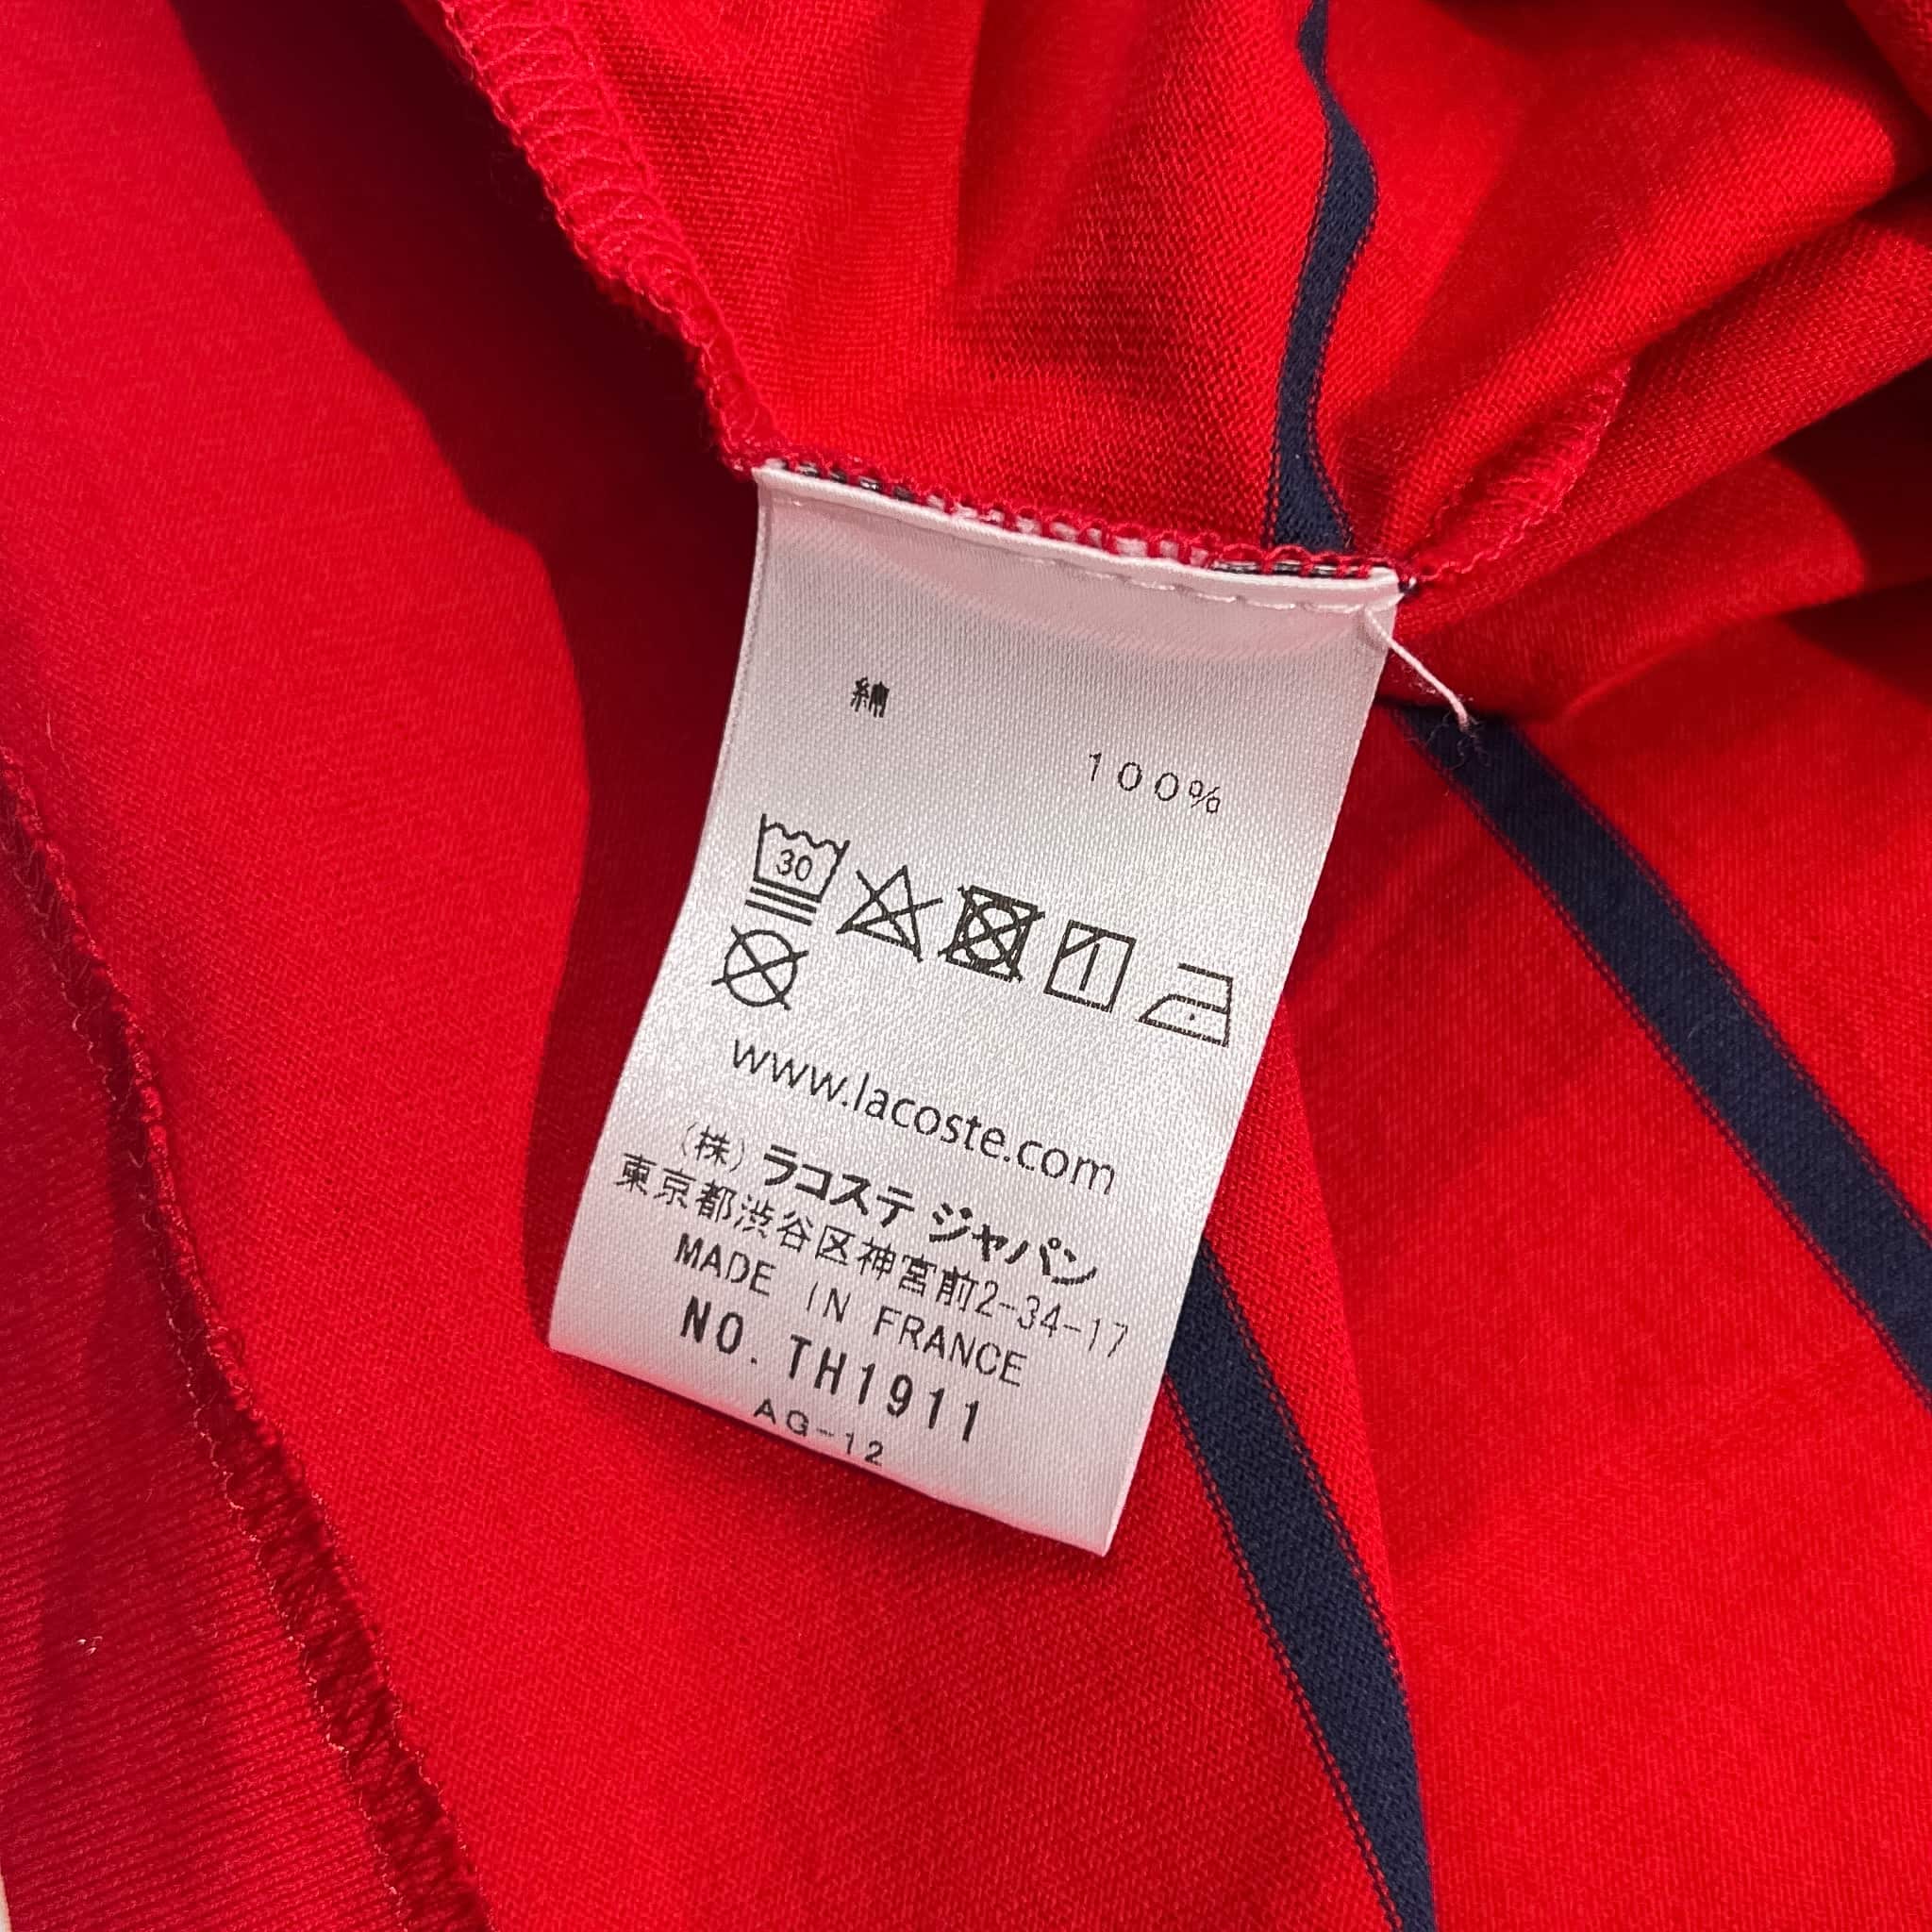 綿
100%
30
www.lacoste.com
(株) ラコステ ジャパン
東京都渋谷区神宮前2-34-17
MADE IN FRANCE
NO. TH1911
AG-12